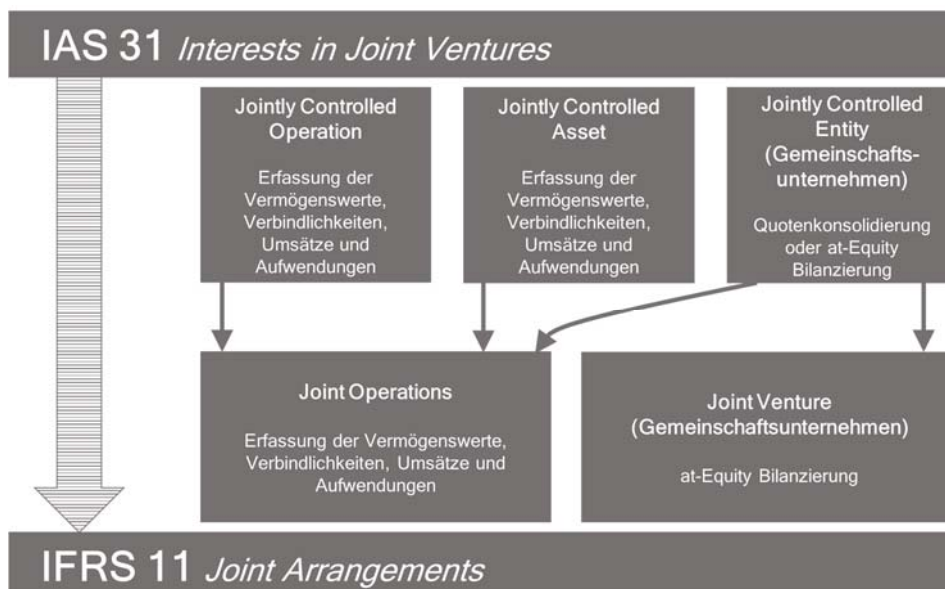 IAS 31 Interests in Joint Ventures
Jointly Controlled
Operation
Erfassung der
Vermögenswerte,
Verbindlichkeiten,
Umsätze und
Aufwendungen
Jointly Controlled
Asset
Erfassung der
Vermögenswerte,
Verbindlichkeiten,
Umsätze und
Aufwendungen
Jointly Controlled
Entity
(Gemeinschafts-
unternehmen)
Quotenkonsolidierung
oder at-Equity
Bilanzierung
Joint Operations
Erfassung der Vermögenswerte,
Verbindlichkeiten, Umsätze und
Aufwendungen
Joint Venture
(Gemeinschaftsunternehmen)
at-Equity Bilanzierung
IFRS 11 Joint Arrangements